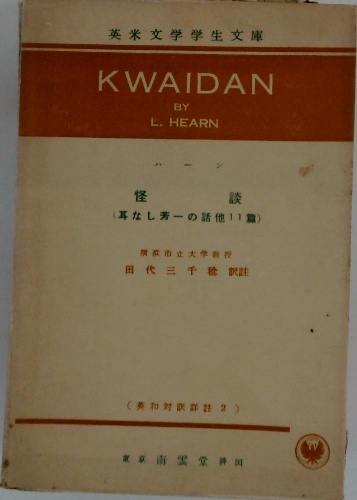 英米文学学生文庫
KWAIDAN
BY
L. HEARN
ハーン
怪談
(耳なし芳一の話他11篇)
横浜市立大学教授
田代三千稔 訳註
(英和対訳詳註 2)
東京 南雲堂 神田